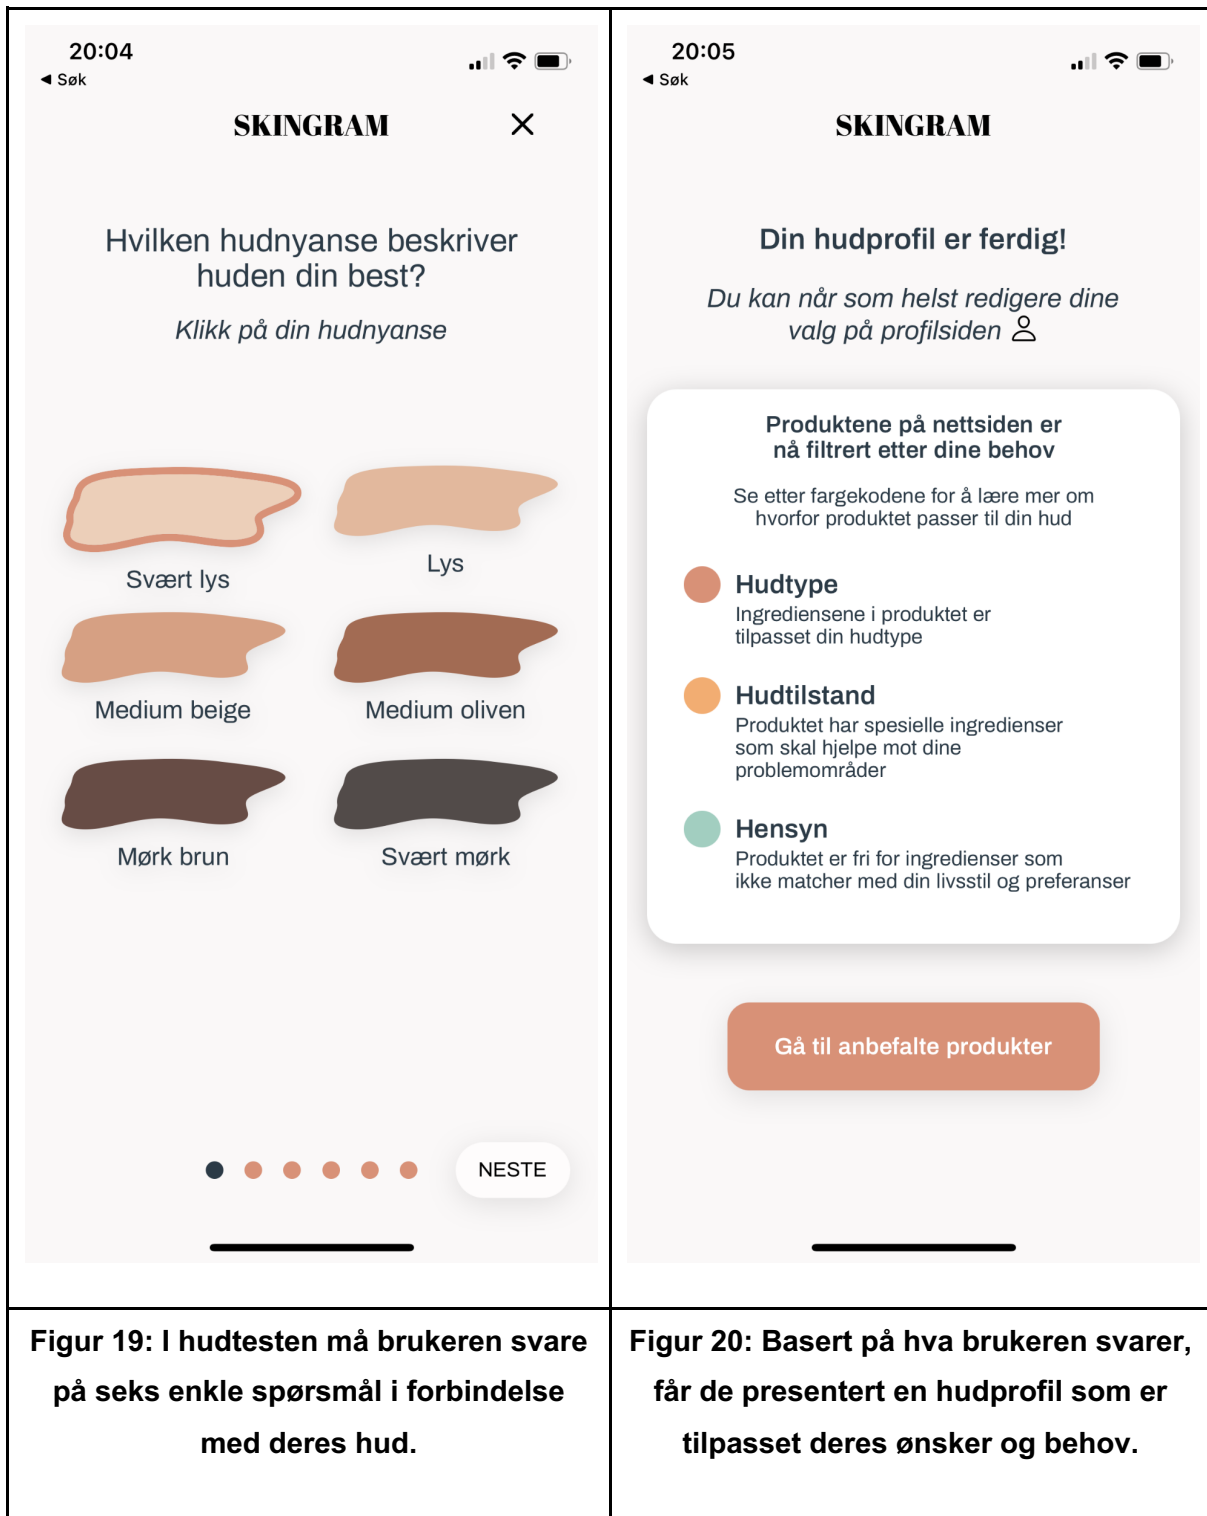 20:04
◀ Søk
SKINGRAM
Hvilken hudnyanse beskriver
huden din best?
Klikk på din hudnyanse
Svært lys
Lys
Medium beige
Medium oliven
Mørk brun
Svært mørk
NESTE
Figur 19: I hudtesten må brukeren svare
på seks enkle spørsmål i forbindelse
med deres hud.
20:05
◀ Søk
SKINGRAM
Din hudprofil er ferdig!
Du kan når som helst redigere dine
valg på profilsiden
Produktene på nettsiden er
nå filtrert etter dine behov
Se etter fargekodene for å lære mer om
hvorfor produktet passer til din hud
Hudtype
Ingrediensene i produktet er
tilpasset din hudtype
Hudtilstand
Produktet har spesielle ingredienser
som skal hjelpe mot dine
problemområder
Hensyn
Produktet er fri for ingredienser som
ikke matcher med din livsstil og preferanser
Gå til anbefalte produkter
Figur 20: Basert på hva brukeren svarer,
får de presentert en hudprofil som er
tilpasset deres ønsker og behov.